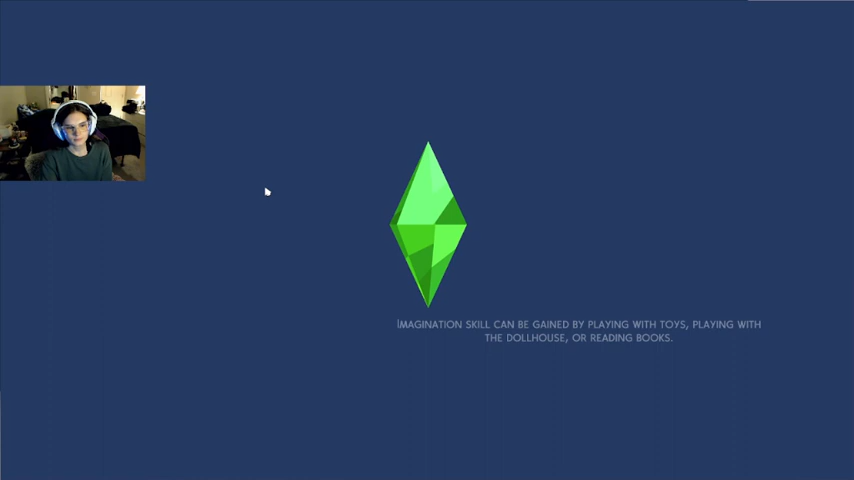 IMAGINATION SKILL CAN BE GAINED BY PLAYING WITH TOYS, PLAYING WITH
THE DOLLHOUSE, OR READING BOOKS.